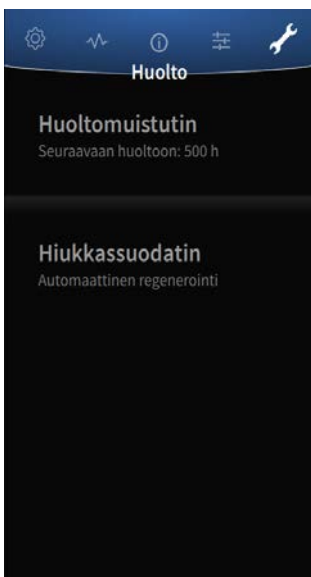 Huolto
Huoltomuistutin
Seuraavaan huoltoon: 500 h
Hiukkassuodatin
Automaattinen regenerointi